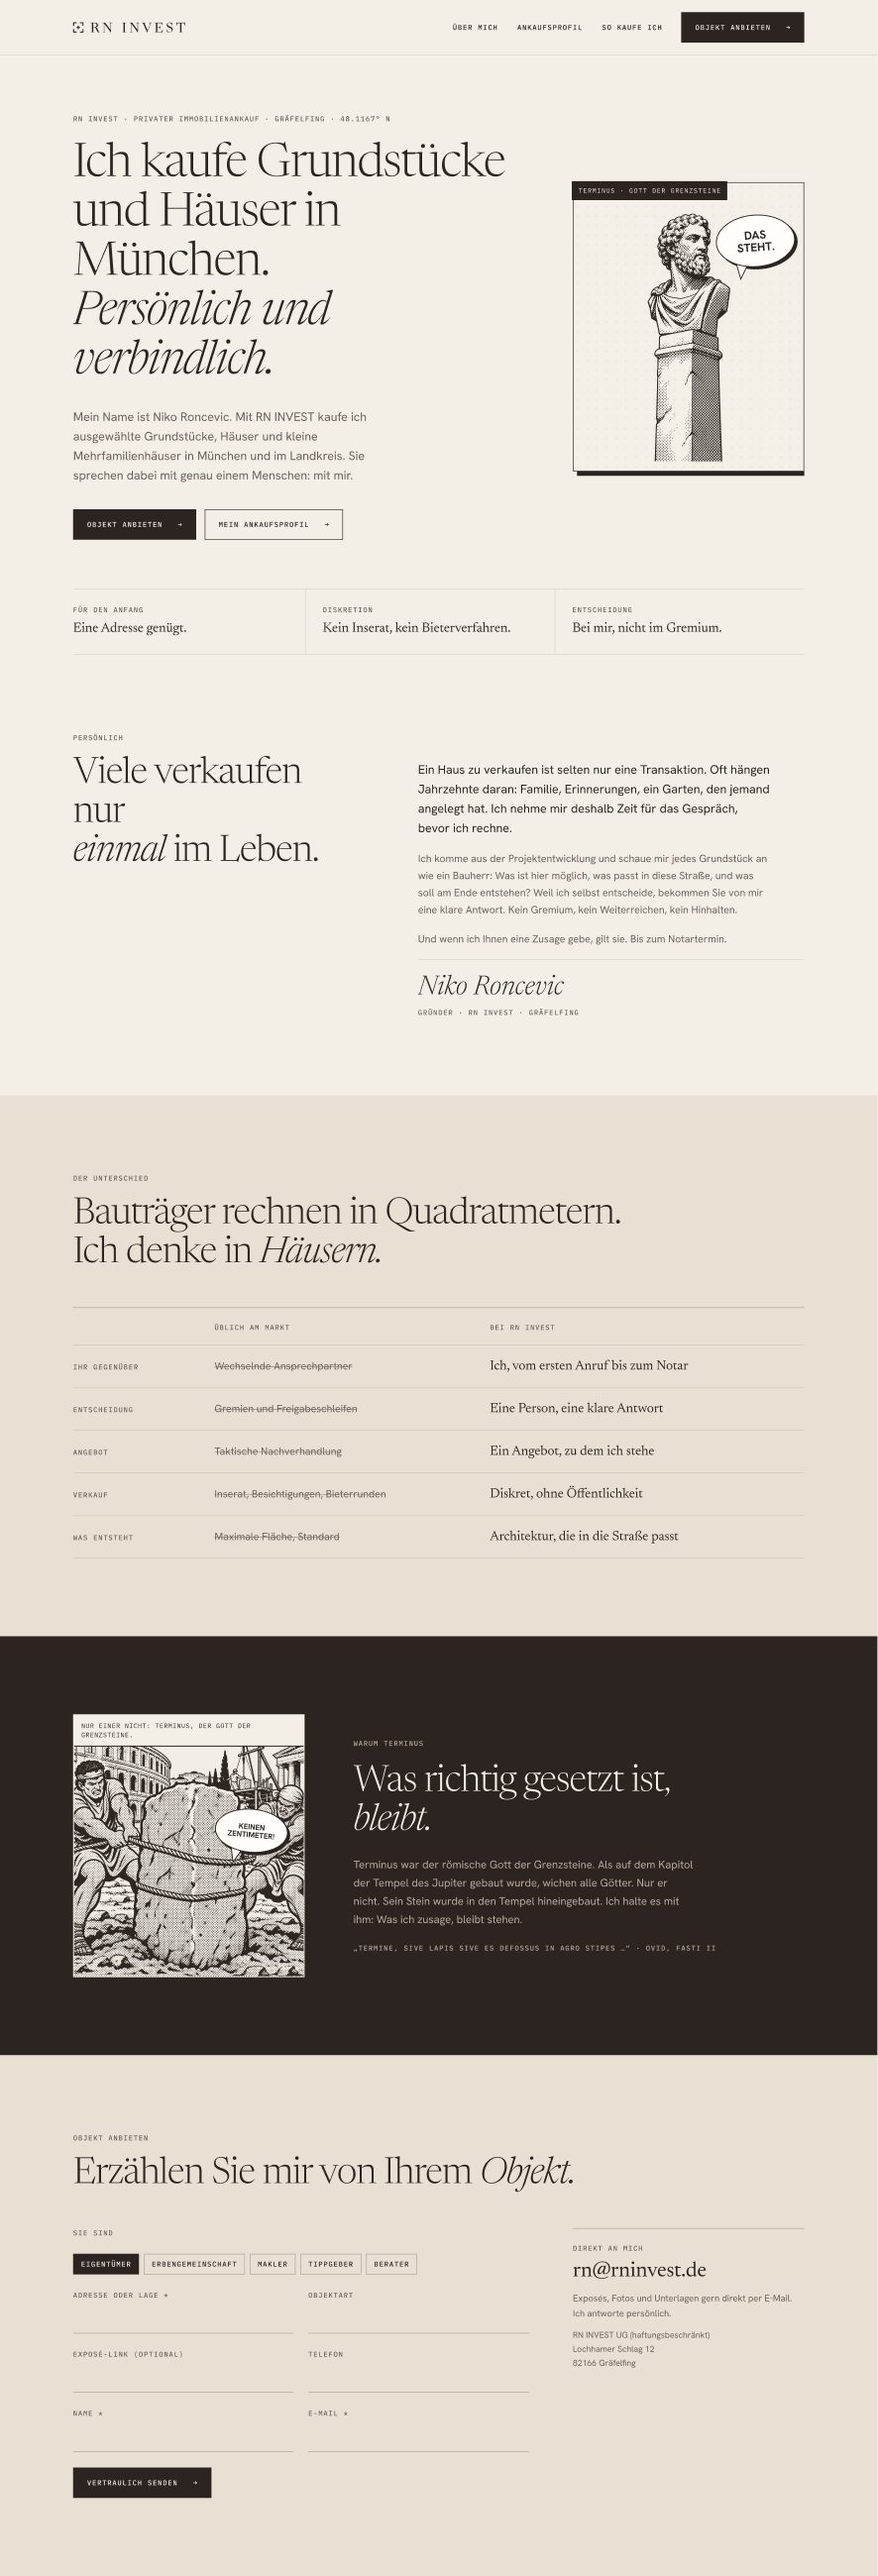 RN INVEST
ÜBER MICH
ANKAUFSPROFIL
SO KAUFE ICH
OBJEKT ANBIETEN →
RN INVEST · PRIVATER IMMOBILIENANKAUF · GRÄFELFING · 48.1167° N
Ich kaufe Grundstücke
und Häuser in
München.
Persönlich und
verbindlich.
Mein Name ist Niko Roncevic. Mit RN INVEST kaufe ich
ausgewählte Grundstücke, Häuser und kleine
Mehrfamilienhäuser in München und im Landkreis. Sie
sprechen dabei mit genau einem Menschen: mit mir.
OBJEKT ANBIETEN →
MEIN ANKAUFSPROFIL →
TERMINUS · GOTT DER GRENZSTEINE
DAS
STEHT.
FÜR DEN ANFANG
Eine Adresse genügt.
DISKRETION
Kein Inserat, kein Bieterverfahren.
ENTSCHEIDUNG
Bei mir, nicht im Gremium.
PERSÖNLICH
Viele verkaufen
nur
einmal im Leben.
Ein Haus zu verkaufen ist selten nur eine Transaktion. Oft hängen
Jahrzehnte daran: Familie, Erinnerungen, ein Garten, den jemand
angelegt hat. Ich nehme mir deshalb Zeit für das Gespräch,
bevor ich rechne.
Ich komme aus der Projektentwicklung und schaue mir jedes Grundstück an
wie ein Bauherr: Was ist hier möglich, was passt in diese Straße, und was
soll am Ende entstehen? Weil ich selbst entscheide, bekommen Sie von mir
eine klare Antwort. Kein Gremium, kein Weiterreichen, kein Hinhalten.
Und wenn ich Ihnen eine Zusage gebe, gilt sie. Bis zum Notartermin.
Niko Roncevic
GRÜNDER · RN INVEST · GRÄFELFING
DER UNTERSCHIED
Bauträger rechnen in Quadratmetern.
Ich denke in Häusern.
ÜBLICH AM MARKT
BEI RN INVEST
IHR GEGENÜBER
Wechselnde Ansprechpartner
Ich, vom ersten Anruf bis zum Notar
ENTSCHEIDUNG
Gremien und Freigabeschleifen
Eine Person, eine klare Antwort
ANGEBOT
Taktische Nachverhandlung
Ein Angebot, zu dem ich stehe
VERKAUF
Inserat, Besichtigungen, Bieterrunden
Diskret, ohne Öffentlichkeit
WAS ENTSTEHT
Maximale Fläche, Standard
Architektur, die in die Straße passt
NUR EINER NICHT: TERMINUS, DER GOTT DER
GRENZSTEINE.
KEINEN
ZENTIMETER!
WARUM TERMINUS
Was richtig gesetzt ist,
bleibt.
Terminus war der römische Gott der Grenzsteine. Als auf dem Kapitol
der Tempel des Jupiter gebaut wurde, wichen alle Götter. Nur er
nicht. Sein Stein wurde in den Tempel hineingebaut. Ich halte es mit
ihm: Was ich zusage, bleibt stehen.
„TERMINE, SIVE LAPIS SIVE ES DEFOSSUS IN AGRO STIPES …“ · OVID, FASTI II
OBJEKT ANBIETEN
Erzählen Sie mir von Ihrem Objekt.
SIE SIND
EIGENTÜMER
ERBENGEMEINSCHAFT
MAKLER
TIPPGEBER
BERATER
ADRESSE ODER LAGE *
OBJEKTART
EXPOSÉ-LINK (OPTIONAL)
TELEFON
NAME *
E-MAIL *
VERTRAULICH SENDEN →
DIREKT AN MICH
rn@rninvest.de
Exposés, Fotos und Unterlagen gern direkt per E-Mail.
Ich antworte persönlich.
RN INVEST UG (haftungsbeschränkt)
Lochhamer Schlag 12
82166 Gräfelfing